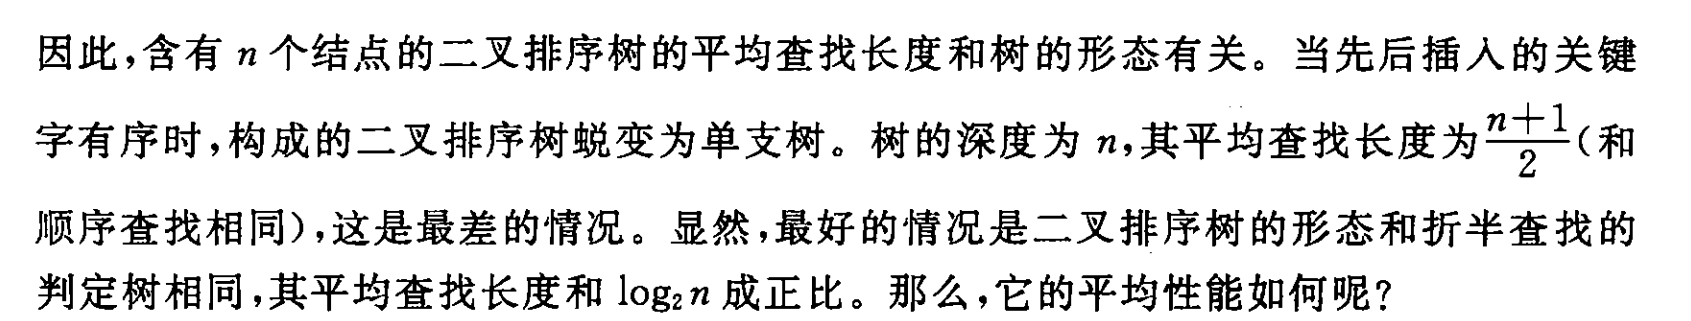 因此,含有 n 个结点的二叉排序树的平均查找长度和树的形态有关。当先后插入的关键
字有序时,构成的二叉排序树蜕变为单支树。树的深度为 n,其平均查找长度为\frac{n+1}{2}(和
顺序查找相同),这是最差的情况。显然,最好的情况是二叉排序树的形态和折半查找的
判定树相同,其平均查找长度和 log₂n 成正比。那么,它的平均性能如何呢?